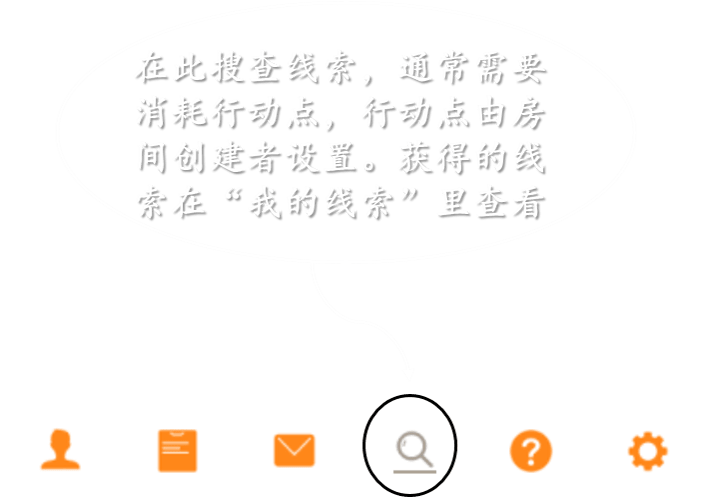 在此搜查线索，通常需要
消耗行动点，行动点由房
间创建者设置。获得的线
索在“我的线索”里查看